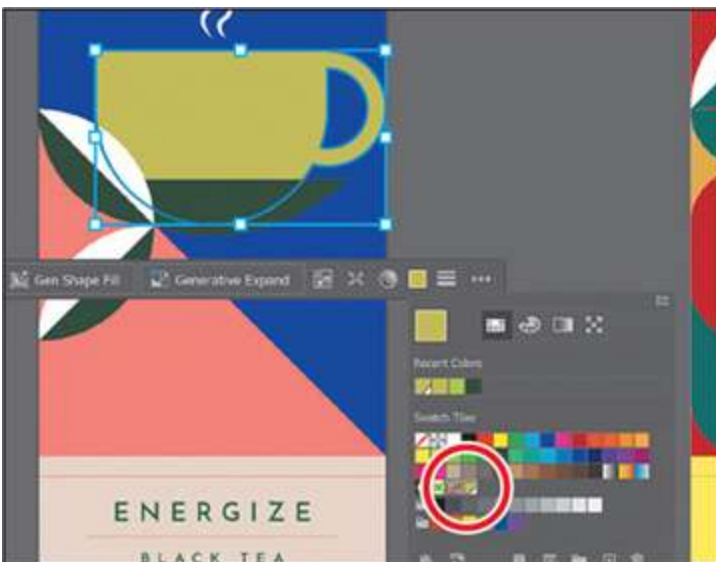 Gen Shape Fill Generative Expand
Recent Colors
Swatch Tiles
ENERGIZE
BLACK TEA